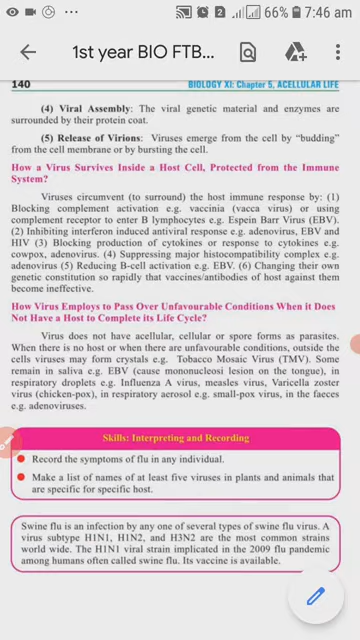 66% 7:46 am
1st year BIO FTB...
140 BIOLOGY XI: Chapter 5, ACELLULAR LIFE
(4) Viral Assembly: The viral genetic material and enzymes are
surrounded by their protein coat.
(5) Release of Virions: Viruses emerge from the cell by "budding"
from the cell membrane or by bursting the cell.
How a Virus Survives Inside a Host Cell, Protected from the Immune
System?
Viruses circumvent (to surround) the host immune response by: (1)
Blocking complement activation e.g. vaccinia (vacca virus) or using
complement receptor to enter B lymphocytes e.g. Espein Barr Virus (EBV).
(2) Inhibiting interferon induced antiviral response e.g. adenovirus, EBV and
HIV (3) Blocking production of cytokines or response to cytokines e.g.
cowpox, adenovirus. (4) Suppressing major histocompatibility complex e.g.
adenovirus (5) Reducing B-cell activation e.g. EBV. (6) Changing their own
genetic constitution so rapidly that vaccines/antibodies of host against them
become ineffective.
How Virus Employs to Pass Over Unfavourable Conditions When it Does
Not Have a Host to Complete its Life Cycle?
Virus does not have acellular, cellular or spore forms as parasites.
When there is no host or when there are unfavourable conditions, outside the
cells viruses may form crystals e.g. Tobacco Mosaic Virus (TMV). Some
remain in saliva e.g. EBV (cause mononucleosi lesion on the tongue), in
respiratory droplets e.g. Influenza A virus, measles virus, Varicella zoster
virus (chicken-pox), in respiratory aerosol e.g. small-pox virus, in the faeces
e.g. adenoviruses.
Skills: Interpreting and Recording
Record the symptoms of flu in any individual.
Make a list of names of at least five viruses in plants and animals that
are specific for specific host.
Swine flu is an infection by any one of several types of swine flu virus. A
virus subtype H1N1, H1N2, and H3N2 are the most common strains
world wide. The H1N1 viral strain implicated in the 2009 flu pandemic
among humans often called swine flu. Its vaccine is available.